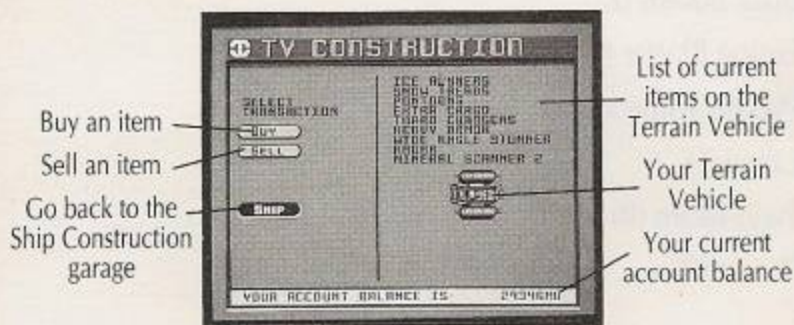 TV CONSTRUCTION
SELECT
TRANSACTION
BUY
SELL
SHIP
ICE RUNNERS
SNOW TREADS
PONTOONS
EXTRA CARGO
HEAVY ARMOR
WIDE ANGLE STUNNER
RADAR
MINERAL SCANNER 2
YOUR ACCOUNT BALANCE IS
Buy an item
Sell an item
Go back to the
Ship Construction
garage
List of current
items on the
Terrain Vehicle
Your Terrain
Vehicle
Your current
account balance